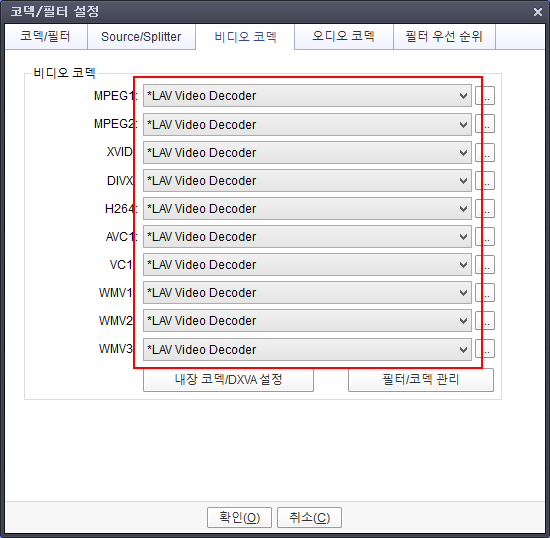 코덱/필터 설정
코덱/필터
Source/Splitter
비디오 코덱
오디오 코덱
필터 우선 순위
비디오 코덱
MPEG1: *LAV Video Decoder ..
MPEG2: *LAV Video Decoder ..
XVID: *LAV Video Decoder ..
DIVX: *LAV Video Decoder ..
H264: *LAV Video Decoder ..
AVC1: *LAV Video Decoder ..
VC1: *LAV Video Decoder ..
WMV1: *LAV Video Decoder ..
WMV2: *LAV Video Decoder ..
WMV3: *LAV Video Decoder ..
내장 코덱/DXVA 설정
필터/코덱 관리
확인(O)
취소(C)